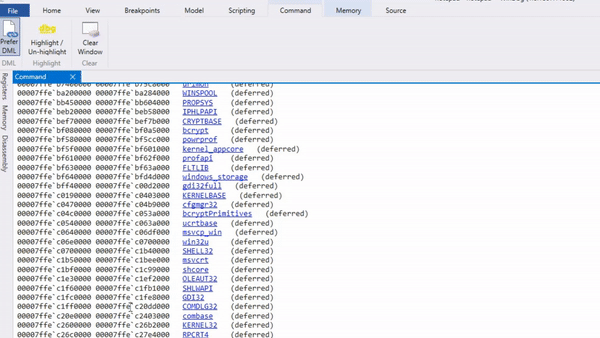 File Home View Breakpoints Model Scripting Command Memory Source
Prefer DML
Highlight / Un-highlight
Clear Window
DML Highlight Clear
Command ×
Registers Memory Disassembly
00007ffe`ba200000 00007ffe`ba284000 WINSPOOL (deferred)
00007ffe`bb450000 00007ffe`bb604000 PROPSYS (deferred)
00007ffe`beb20000 00007ffe`beb58000 IPHLPAPI (deferred)
00007ffe`bef70000 00007ffe`bef7b000 CRYPTBASE (deferred)
00007ffe`bf080000 00007ffe`bf0a5000 bcrypt (deferred)
00007ffe`bf580000 00007ffe`bf5cc000 powrprof (deferred)
00007ffe`bf5f0000 00007ffe`bf601000 kernel_appcore (deferred)
00007ffe`bf610000 00007ffe`bf62f000 profapi (deferred)
00007ffe`bf630000 00007ffe`bf63a000 FLTLIB (deferred)
00007ffe`bf640000 00007ffe`bfd4d000 windows_storage (deferred)
00007ffe`bff40000 00007ffe`c00d2000 gdi32full (deferred)
00007ffe`c0190000 00007ffe`c0403000 KERNELBASE (deferred)
00007ffe`c0470000 00007ffe`c04b9000 cfgmgr32 (deferred)
00007ffe`c04c0000 00007ffe`c053a000 bcryptPrimitives (deferred)
00007ffe`c0540000 00007ffe`c063a000 ucrtbase (deferred)
00007ffe`c0640000 00007ffe`c06df000 msvcp_win (deferred)
00007ffe`c06e0000 00007ffe`c0700000 win32u (deferred)
00007ffe`c0700000 00007ffe`c1b40000 SHELL32 (deferred)
00007ffe`c1b50000 00007ffe`c1bee000 msvcrt (deferred)
00007ffe`c1bf0000 00007ffe`c1c99000 shcore (deferred)
00007ffe`c1e30000 00007ffe`c1ef2000 OLEAUT32 (deferred)
00007ffe`c1f60000 00007ffe`c1fb1000 SHLWAPI (deferred)
00007ffe`c1fc0000 00007ffe`c1fe8000 GDI32 (deferred)
00007ffe`c1ff0000 00007ffe`c20dd000 COMDLG32 (deferred)
00007ffe`c20e0000 00007ffe`c2403000 combase (deferred)
00007ffe`c2600000 00007ffe`c26b2000 KERNEL32 (deferred)
00007ffe`c26c0000 00007ffe`c27e4000 RPCRT4 (deferred)